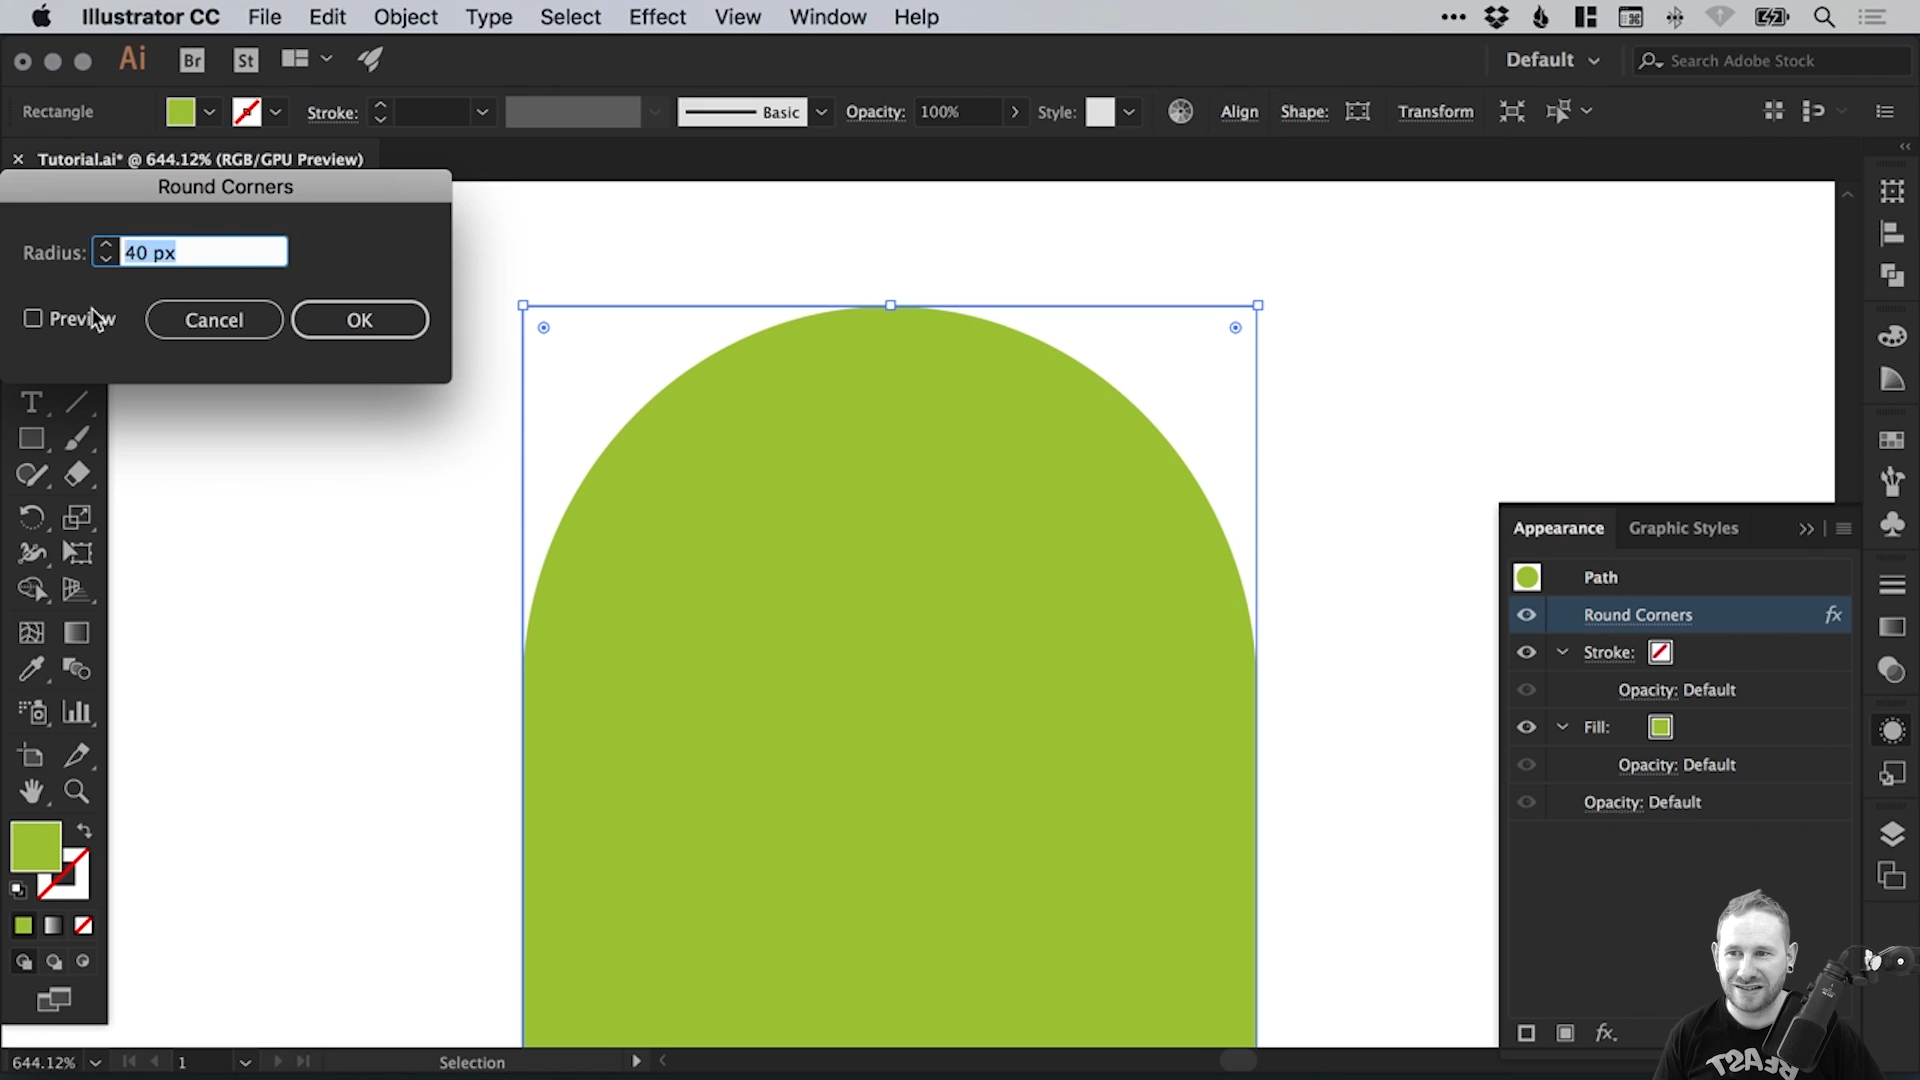 Illustrator CC File Edit Object Type Select Effect View Window Help
Ai Br St Default Search Adobe Stock
Rectangle Stroke: Basic Opacity: 100% Style: Align Shape: Transform
Tutorial.ai* @ 644.12% (RGB/GPU Preview)
Round Corners
Radius: 40 px
Preview Cancel OK
Appearance Graphic Styles
Path
Round Corners fx
Stroke:
Opacity: Default
Fill:
Opacity: Default
Opacity: Default
fx.
644.12% 1 Selection